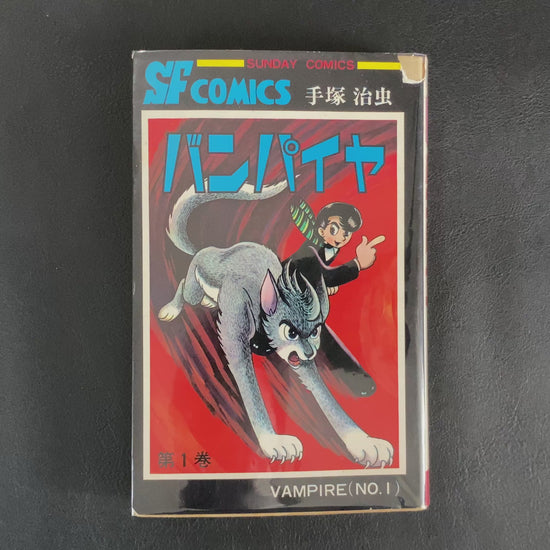 SUNDAY COMICS
SF COMICS 手塚 治虫
バンパイヤ
第1巻
VAMPIRE(NO.1)